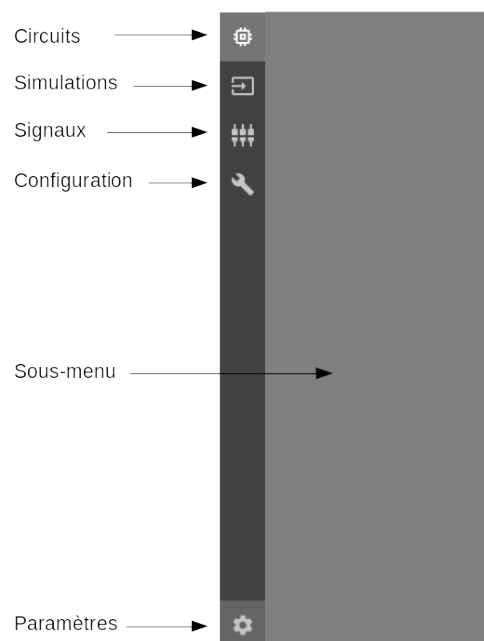 Circuits
Simulations
Signaux
Configuration
Sous-menu
Paramètres